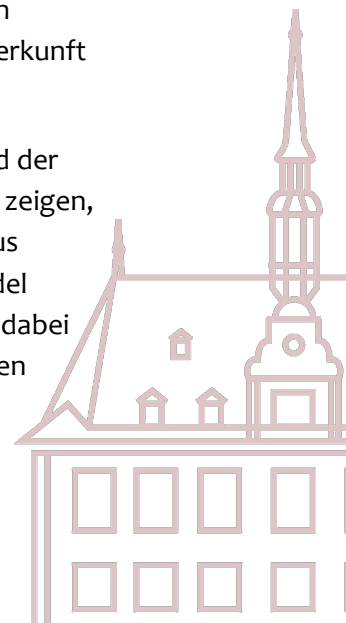 n
erkunft
d der
zeigen,
us
del
dabei
en